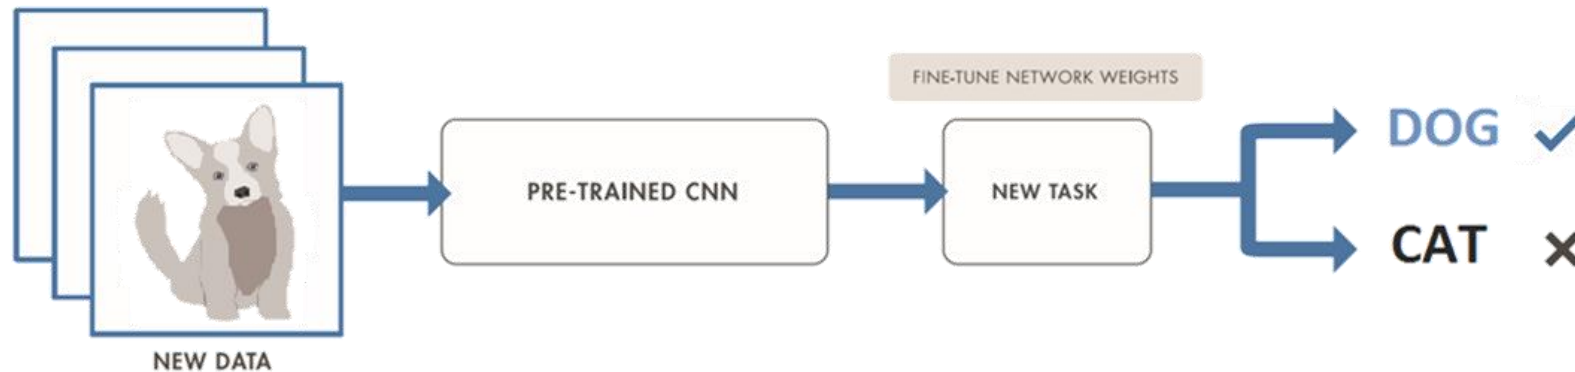 FINE-TUNE NETWORK WEIGHTS
PRE-TRAINED CNN
NEW TASK
DOG
CAT
NEW DATA